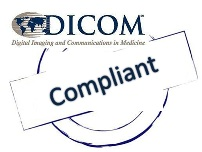 DICOM
Digital Imaging and Communications in Medicine
Compliant